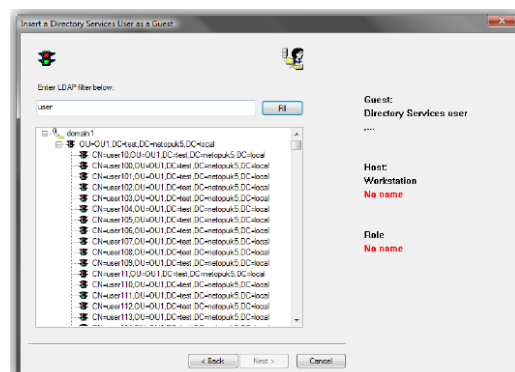 Insert a Directory Services User as a Guest
Enter LDAP filter below:
user
Fill
domain1
OU=OU1,DC=test,DC=netopuk5,DC=local
CN=user10,OU=OU1,DC=test,DC=netopuk5,DC=local
CN=user100,OU=OU1,DC=test,DC=netopuk5,DC=local
CN=user101,OU=OU1,DC=test,DC=netopuk5,DC=local
CN=user102,OU=OU1,DC=test,DC=netopuk5,DC=local
CN=user103,OU=OU1,DC=test,DC=netopuk5,DC=local
CN=user104,OU=OU1,DC=test,DC=netopuk5,DC=local
CN=user105,OU=OU1,DC=test,DC=netopuk5,DC=local
CN=user106,OU=OU1,DC=test,DC=netopuk5,DC=local
CN=user107,OU=OU1,DC=test,DC=netopuk5,DC=local
CN=user108,OU=OU1,DC=test,DC=netopuk5,DC=local
CN=user109,OU=OU1,DC=test,DC=netopuk5,DC=local
CN=user11,OU=OU1,DC=test,DC=netopuk5,DC=local
CN=user110,OU=OU1,DC=test,DC=netopuk5,DC=local
CN=user111,OU=OU1,DC=test,DC=netopuk5,DC=local
CN=user112,OU=OU1,DC=test,DC=netopuk5,DC=local
CN=user113,OU=OU1,DC=test,DC=netopuk5,DC=local
Guest:
Directory Services user
,....
Host:
Workstation
No name
Role
No name
< Back
Next >
Cancel